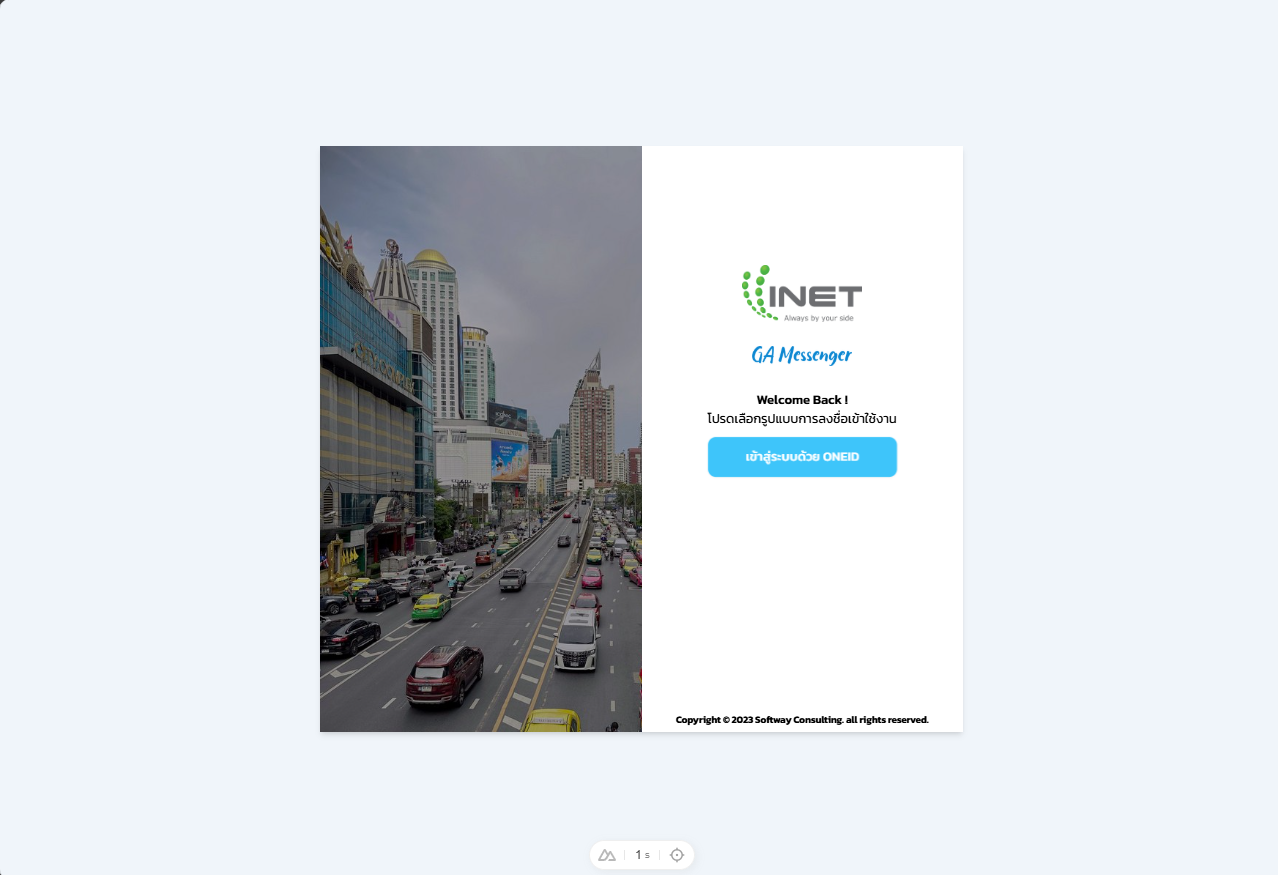 INET
Always by your side
GA Messenger
Welcome Back !
โปรดเลือกรูปแบบการลงชื่อเข้าใช้งาน
เข้าสู่ระบบด้วย ONEID
Copyright © 2023 Softway Consulting. all rights reserved.
1 s